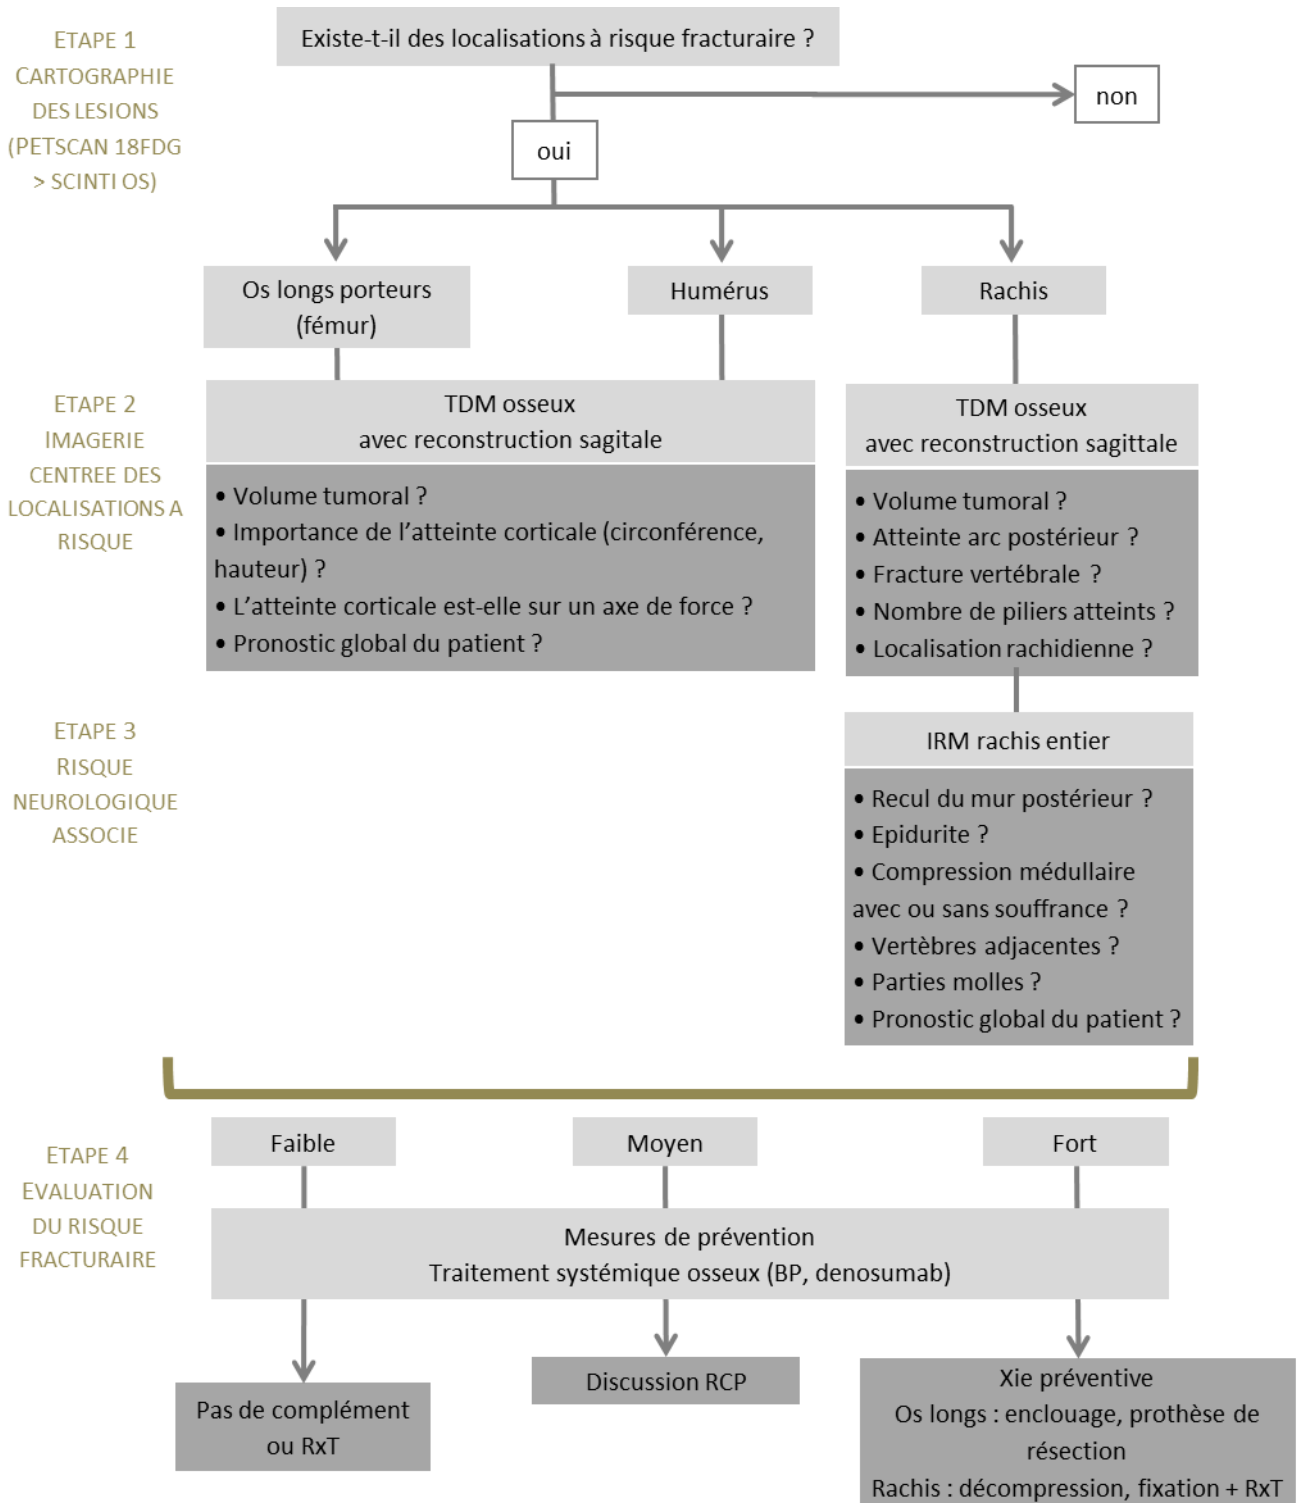 ETAPE 1
CARTOGRAPHIE
DES LESIONS
(PETSCAN 18FDG
> SCINTI OS)
Existe-t-il des localisations à risque fracturaire ?
non
oui
Os longs porteurs
(fémur)
Humérus
Rachis
ETAPE 2
IMAGERIE
CENTREE DES
LOCALISATIONS A
RISQUE
TDM osseux
avec reconstruction sagitale
• Volume tumoral ?
• Importance de l'atteinte corticale (circonférence,
hauteur) ?
• L'atteinte corticale est-elle sur un axe de force ?
• Pronostic global du patient ?
TDM osseux
avec reconstruction sagittale
• Volume tumoral ?
• Atteinte arc postérieur ?
• Fracture vertébrale ?
• Nombre de piliers atteints ?
• Localisation rachidienne ?
ETAPE 3
RISQUE
NEUROLOGIQUE
ASSOCIE
IRM rachis entier
• Recul du mur postérieur ?
• Epidurite ?
• Compression médullaire
avec ou sans souffrance ?
• Vertèbres adjacentes ?
• Parties molles ?
• Pronostic global du patient ?
ETAPE 4
EVALUATION
DU RISQUE
FRACTURAIRE
Faible
Moyen
Fort
Mesures de prévention
Traitement systémique osseux (BP, denosumab)
Pas de complément
ou RxT
Discussion RCP
Xie préventive
Os longs : enclouage, prothèse de
résection
Rachis : décompression, fixation + RxT